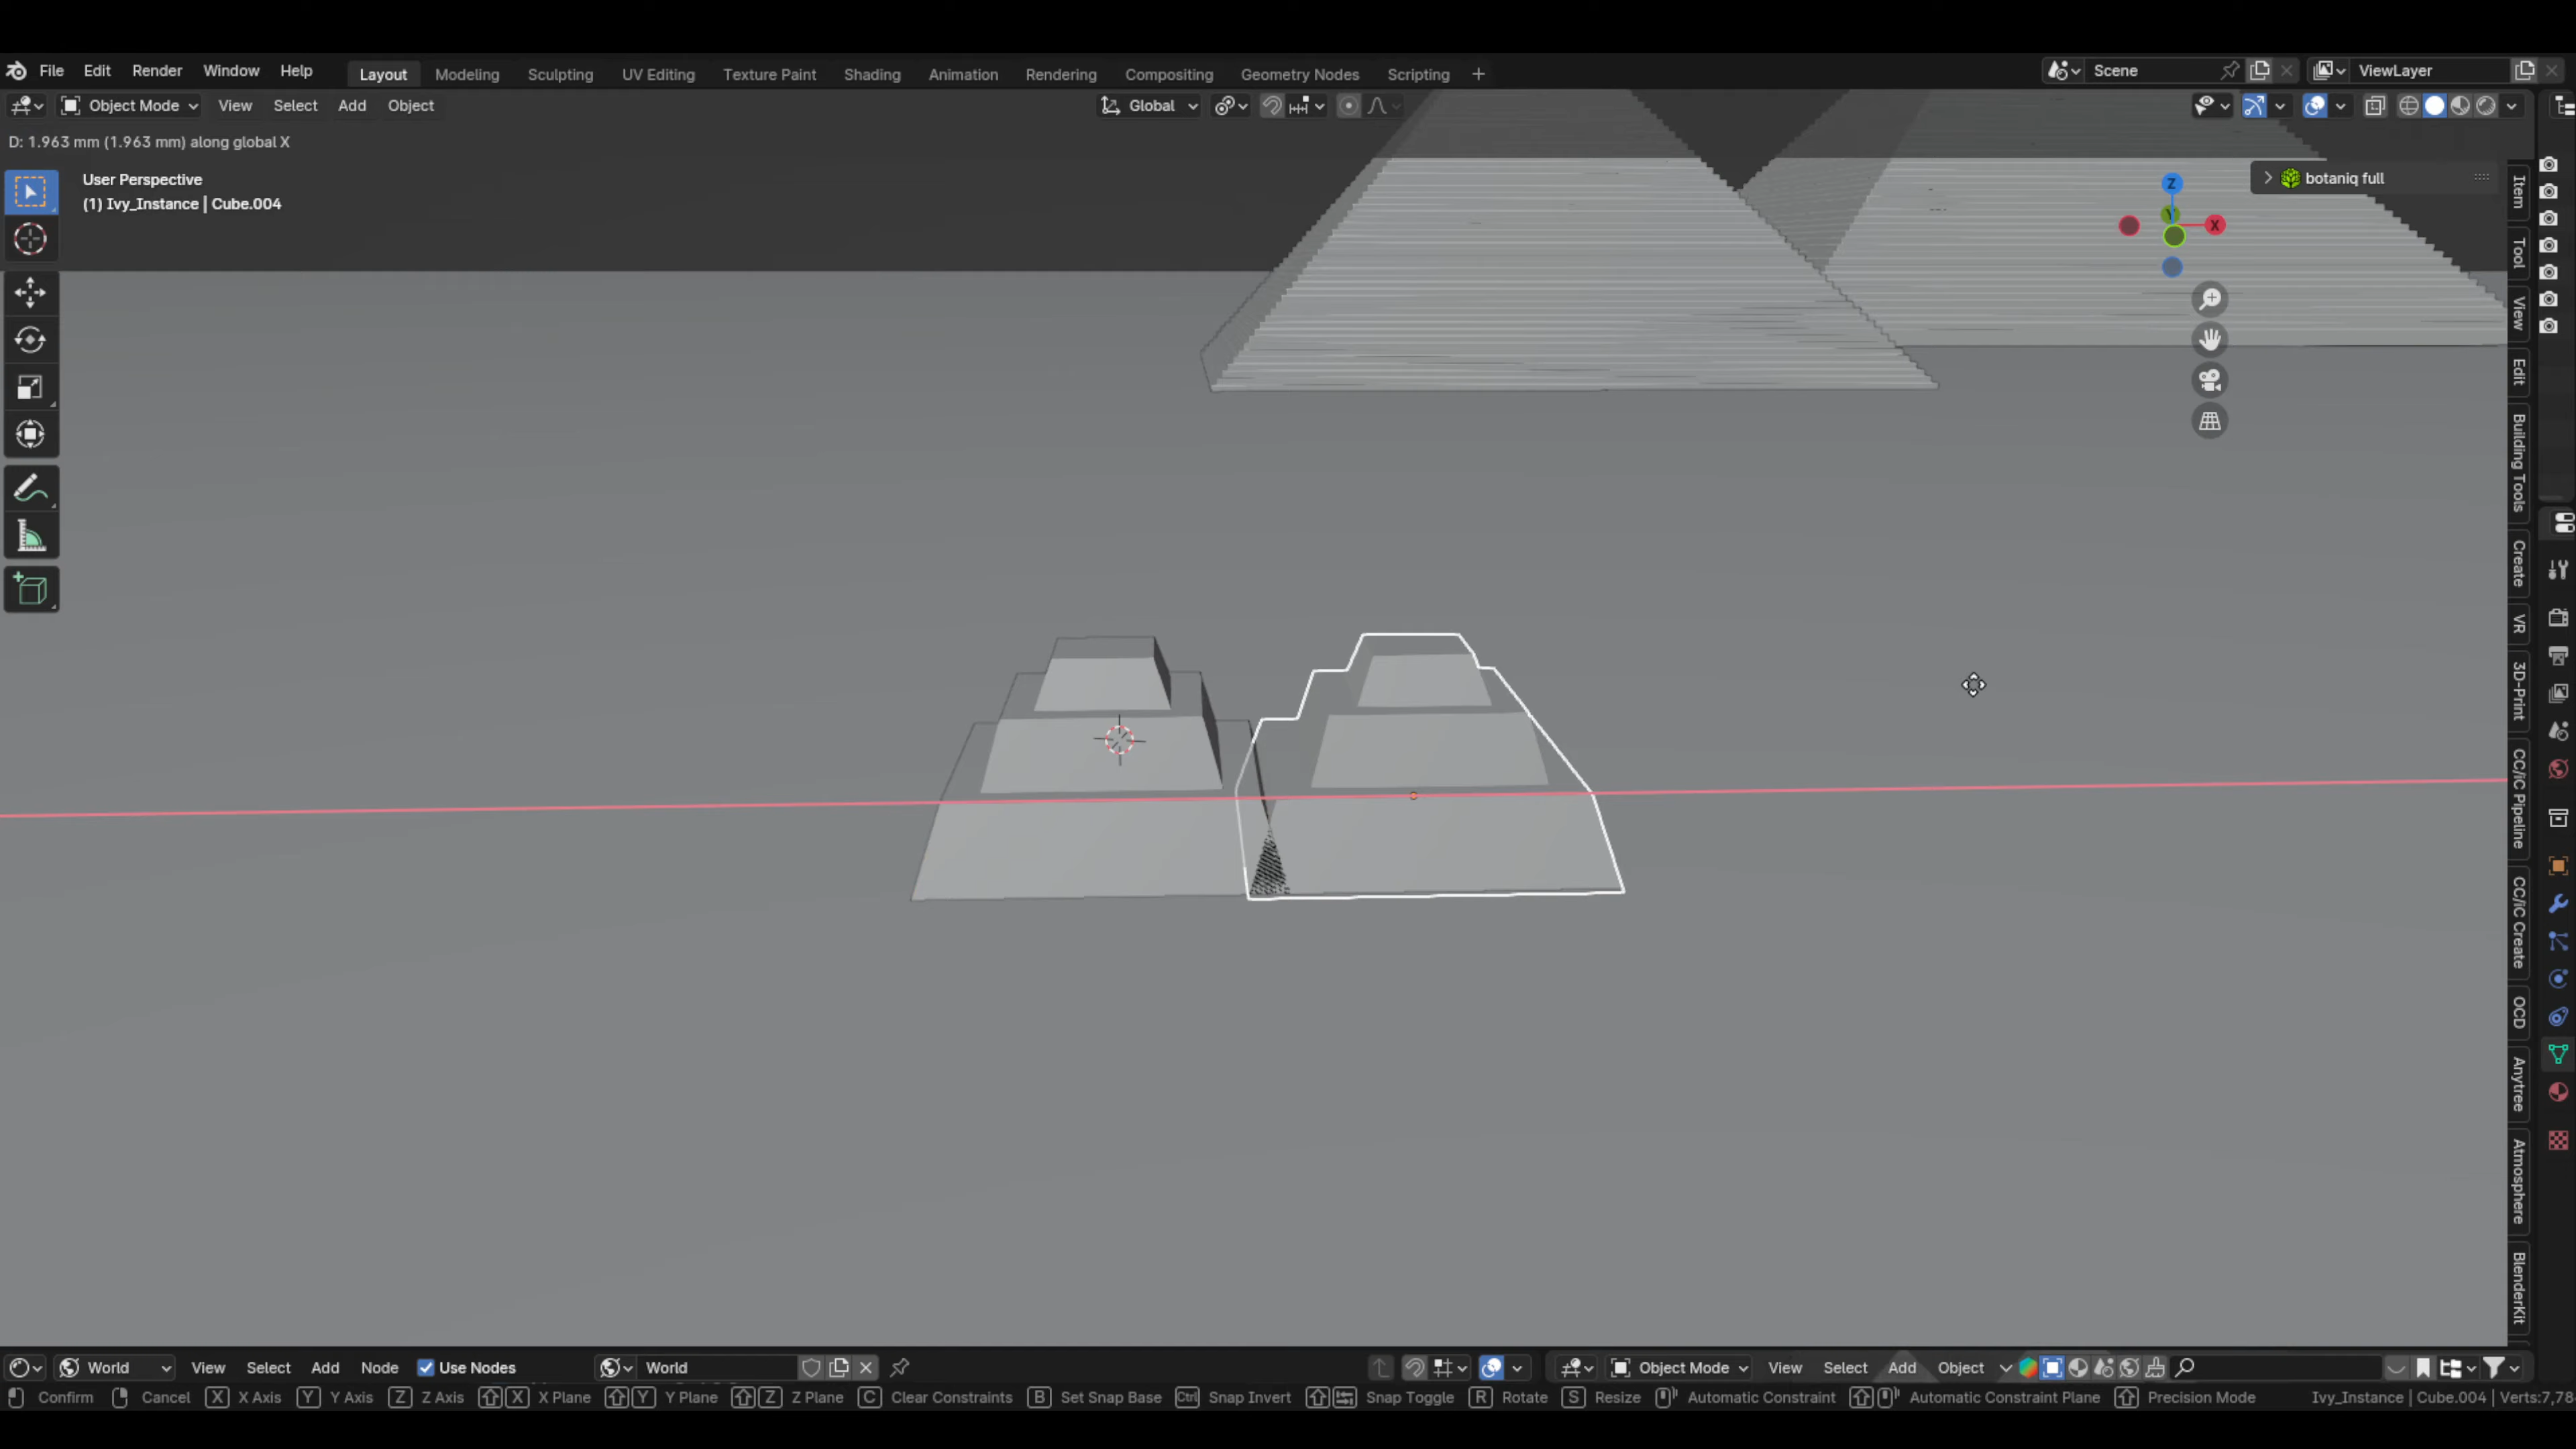 File Edit Render Window Help Layout Modeling Sculpting UV Editing Texture Paint Shading Animation Rendering Compositing Geometry Nodes Scripting + Scene ViewLayer
Object Mode View Select Add Object Global
D: 1.963 mm (1.963 mm) along global X
User Perspective
(1) Ivy_Instance | Cube.004
botaniq full
Z
Y
X
Item
Tool
View
Edit
Building Tools
Create
VR
3D-Print
CC/iC Pipeline
CC/iC Create
OCD
Anytree
Atmosphere
BlenderKit
World View Select Add Node Use Nodes World Object Mode View Select Add Object
Confirm Cancel X X Axis Y Y Axis Z Z Axis X X Plane Y Y Plane Z Z Plane C Clear Constraints B Set Snap Base Ctrl Snap Invert Snap Toggle R Rotate S Resize Automatic Constraint Automatic Constraint Plane Precision Mode Ivy_Instance | Cube.004 | Verts:7,78